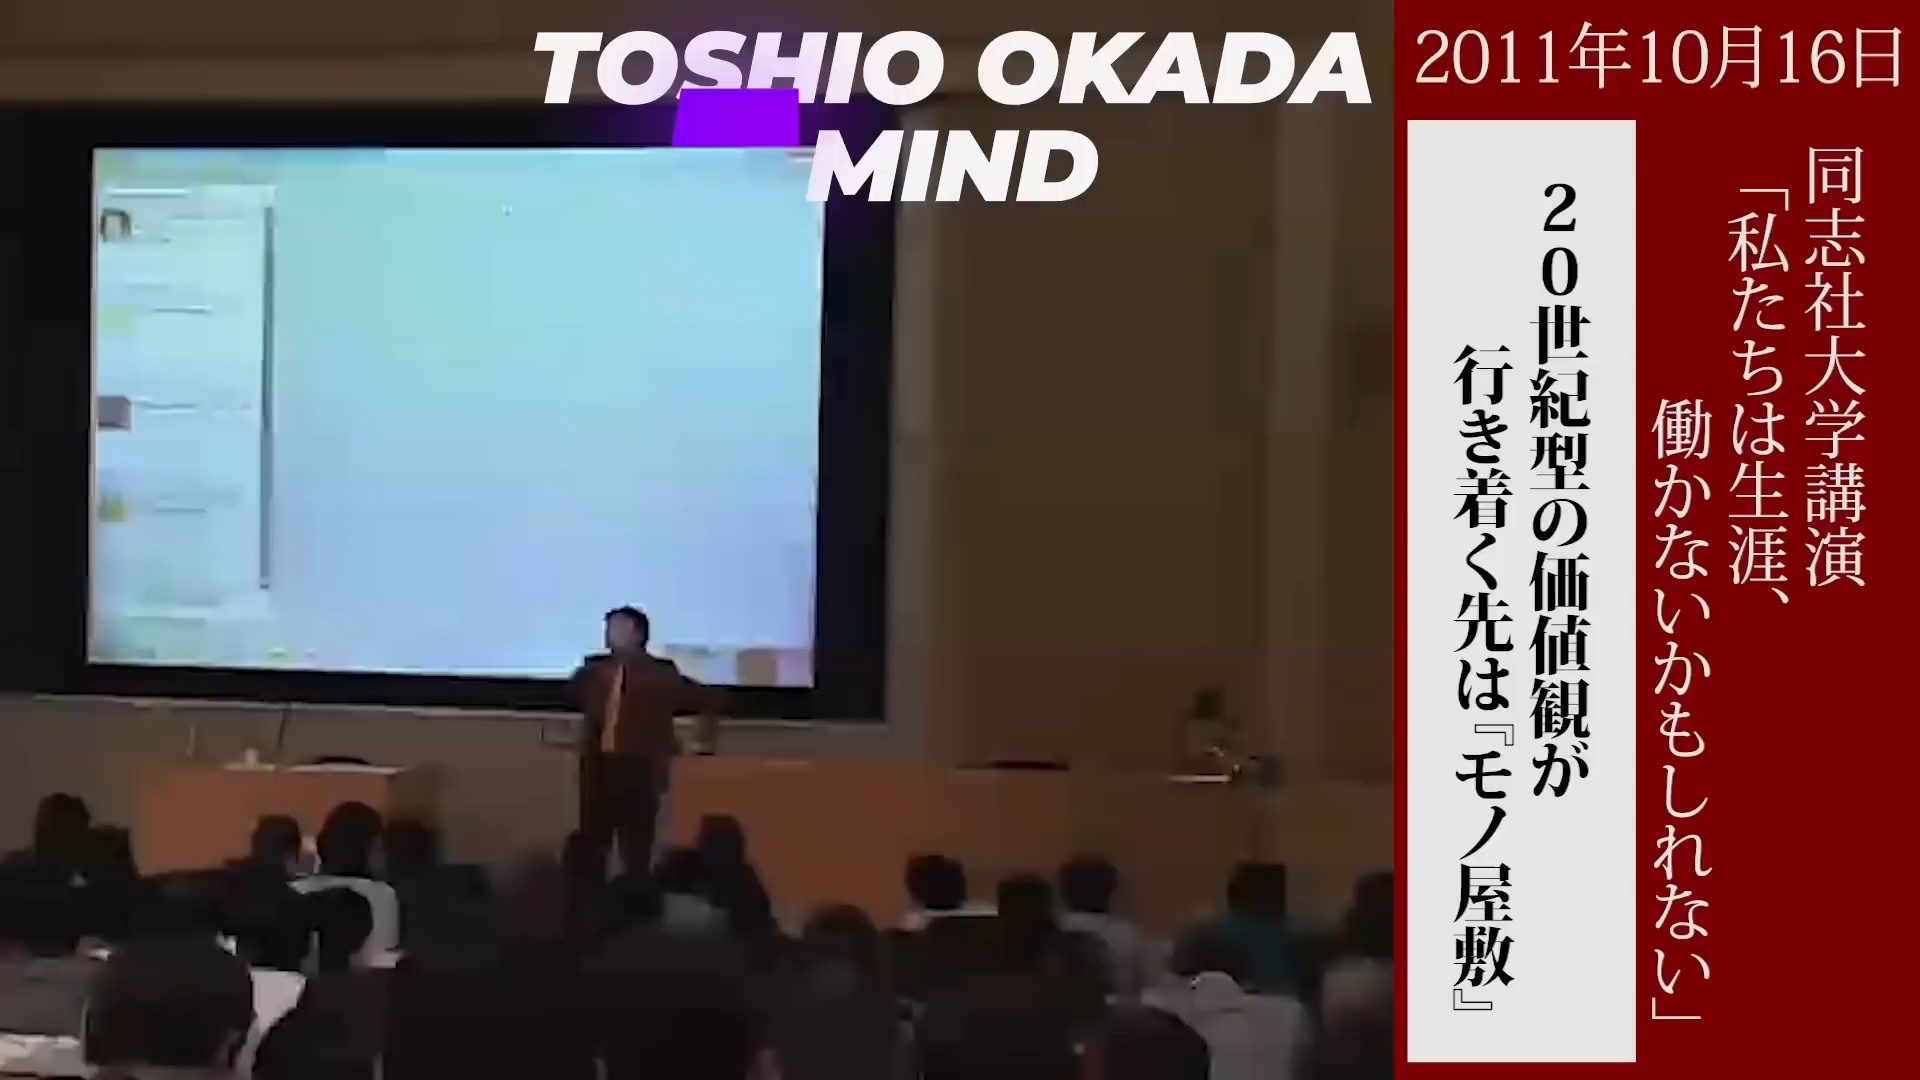 TOSHIO OKADA
MIND
2011年10月16日
同志社大学講演
「私たちは生涯、
働かないかもしれない」
20世紀型の価値観が
行き着く先は『モノ屋敷』